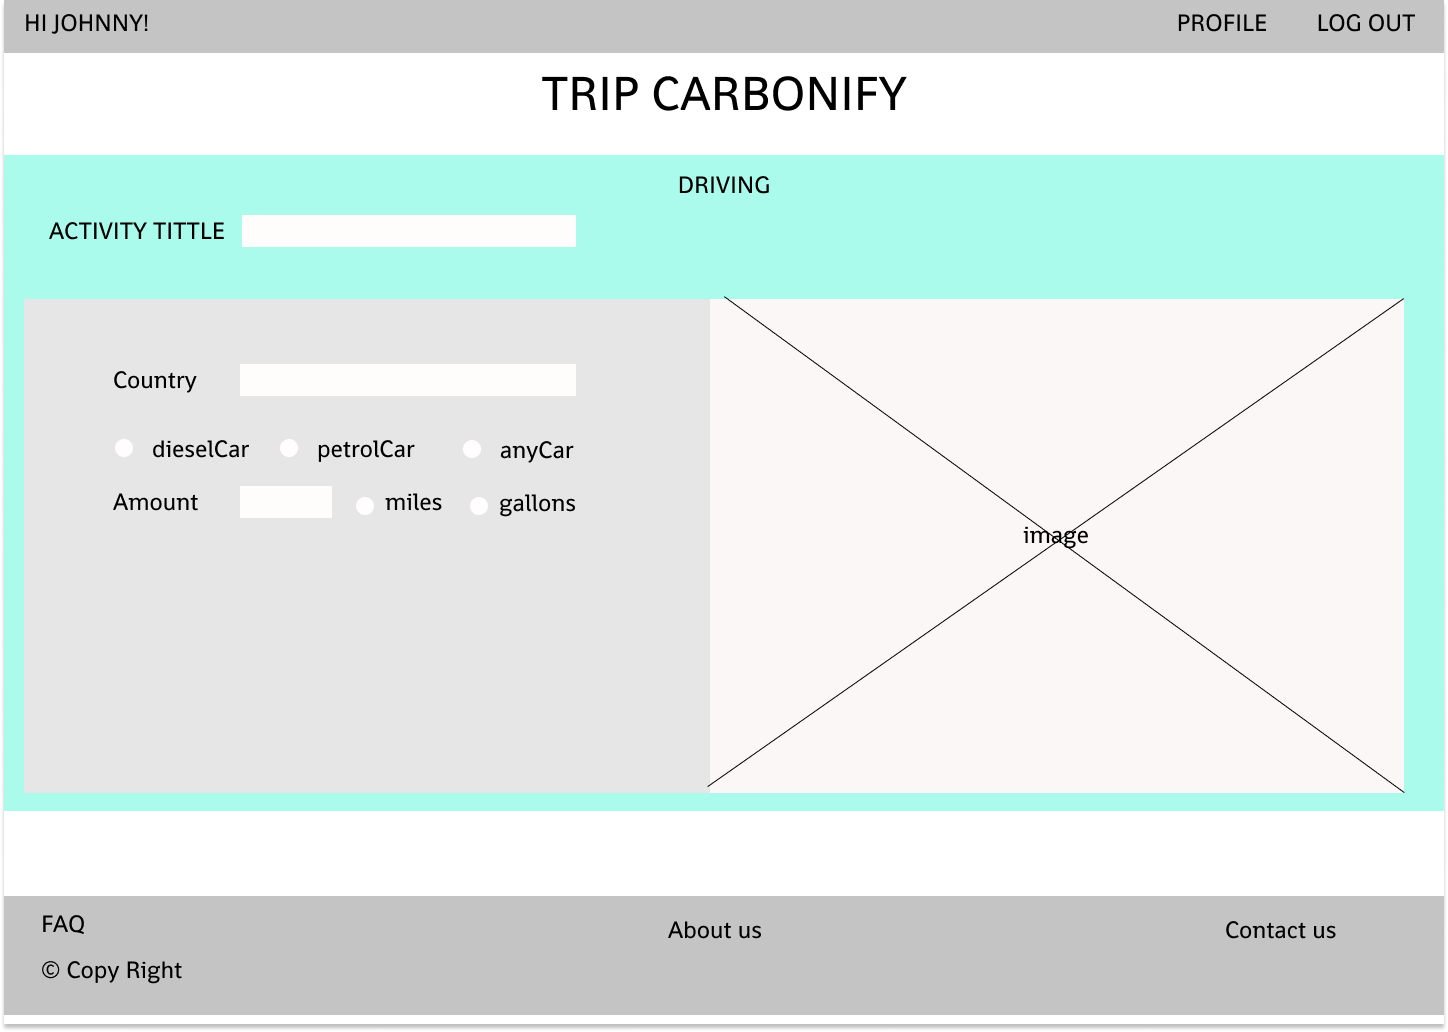 HI JOHNNY! PROFILE LOG OUT
TRIP CARBONIFY
DRIVING
ACTIVITY TITTLE
Country
dieselCar petrolCar anyCar
Amount miles gallons
image
FAQ About us Contact us
© Copy Right